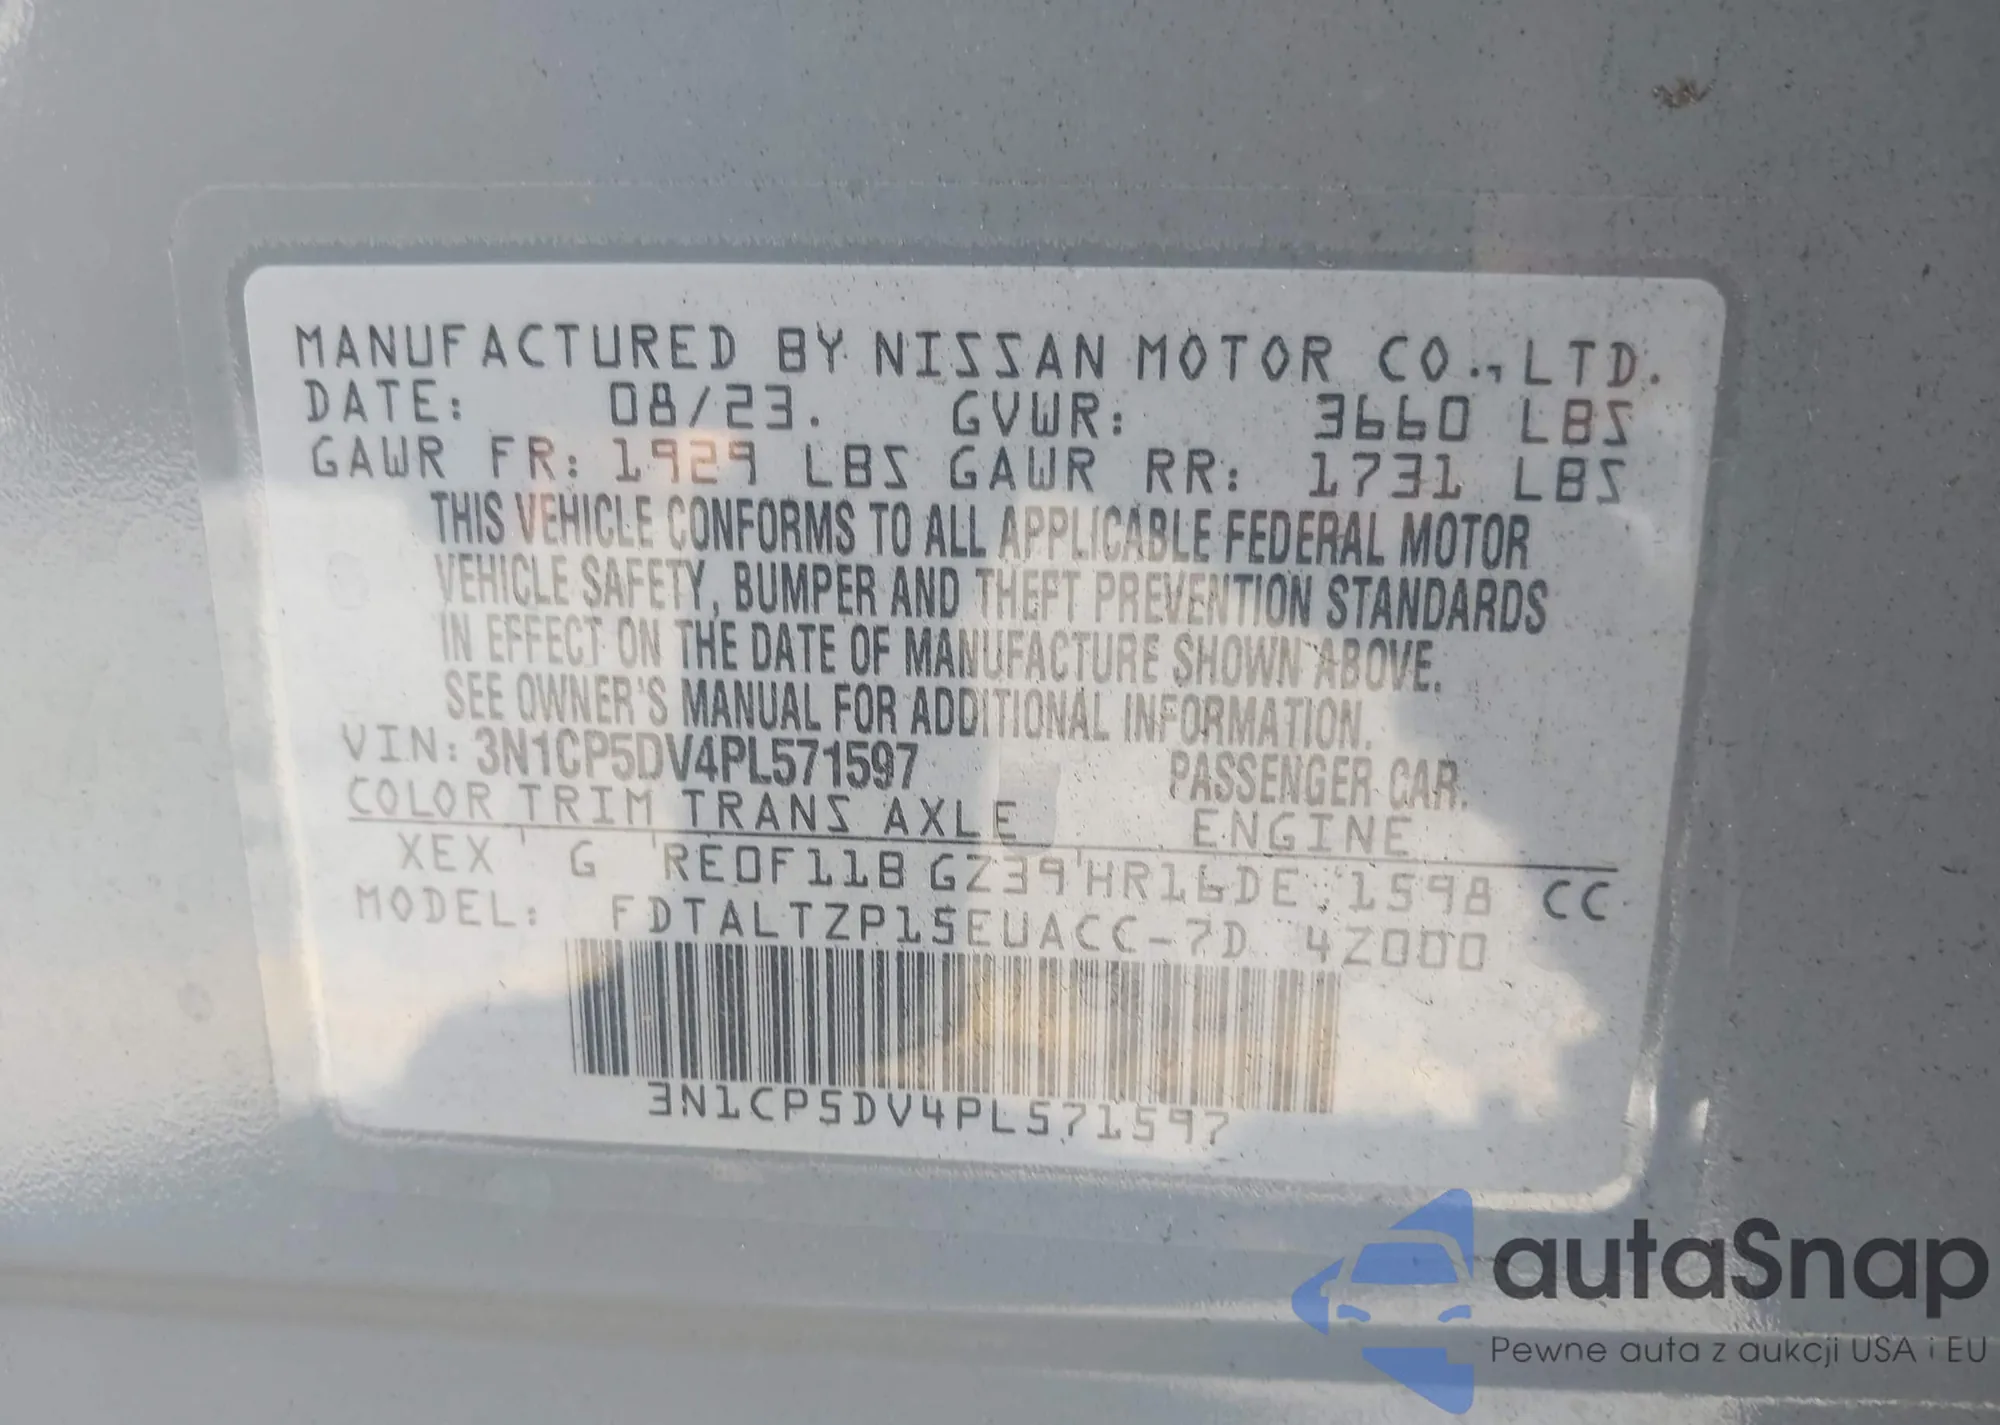 MANUFACTURED BY NISSAN MOTOR CO., LTD.
DATE: 08/23. GVWR: 3660 LBS
GAWR FR: 1929 LBS GAWR RR: 1731 LBS
THIS VEHICLE CONFORMS TO ALL APPLICABLE FEDERAL MOTOR
VEHICLE SAFETY, BUMPER AND THEFT PREVENTION STANDARDS
IN EFFECT ON THE DATE OF MANUFACTURE SHOWN ABOVE.
SEE OWNER'S MANUAL FOR ADDITIONAL INFORMATION.
VIN: 3N1CP5DV4PL571597 PASSENGER CAR.
COLOR TRIM TRANS AXLE ENGINE
XEX G RE0F11B GZ39 HR16DE 1598 CC
MODEL: FDTALTZP15EUACC-7D 4Z000
3N1CP5DV4PL571597
autaSnap
Pewne auta z aukcji USA i EU